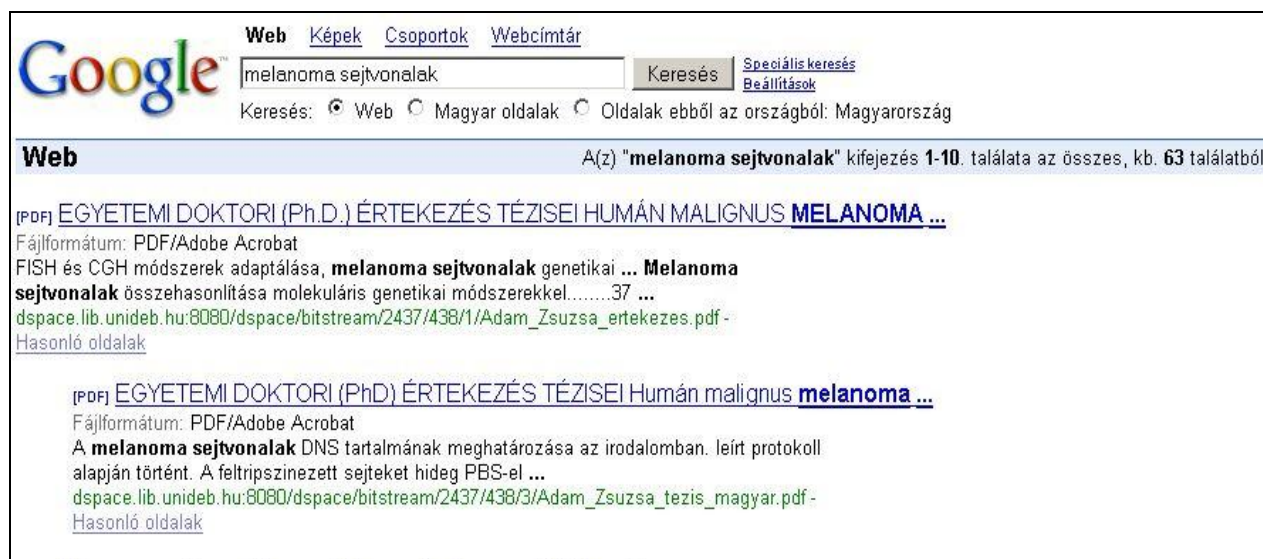 Google™
Web Képek Csoportok Webcímtár
melanoma sejtvonalak Keresés Speciális keresés
Beállítások
Keresés: Web Magyar oldalak Oldalak ebből az országból: Magyarország
Web A(z) "melanoma sejtvonalak" kifejezés 1-10. találata az összes, kb. 63 találatból
[PDF] EGYETEMI DOKTORI (Ph.D.) ÉRTEKEZÉS TÉZISEI HUMÁN MALIGNUS MELANOMA ...
Fájlformátum: PDF/Adobe Acrobat
FISH és CGH módszerek adaptálása, melanoma sejtvonalak genetikai ... Melanoma
sejtvonalak összehasonlítása molekuláris genetikai módszerekkel........37 ...
dspace.lib.unideb.hu:8080/dspace/bitstream/2437/438/1/Adam_Zsuzsa_ertekezes.pdf -
Hasonló oldalak
[PDF] EGYETEMI DOKTORI (PhD) ÉRTEKEZÉS TÉZISEI Humán malignus melanoma ...
Fájlformátum: PDF/Adobe Acrobat
A melanoma sejtvonalak DNS tartalmának meghatározása az irodalomban. leírt protokoll
alapján történt. A feltripszinezett sejteket hideg PBS-el ...
dspace.lib.unideb.hu:8080/dspace/bitstream/2437/438/3/Adam_Zsuzsa_tezis_magyar.pdf -
Hasonló oldalak